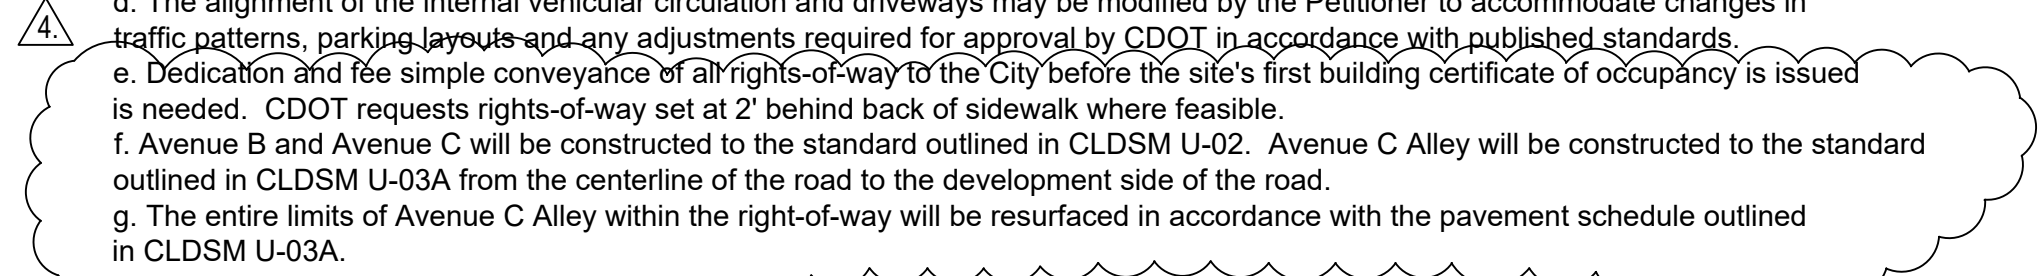 d. The alignment of the internal vehicular circulation and driveways may be modified by the Petitioner to accommodate changes in
4. traffic patterns, parking layouts and any adjustments required for approval by CDOT in accordance with published standards.
e. Dedication and fee simple conveyance of all rights-of-way to the City before the site's first building certificate of occupancy is issued
is needed.  CDOT requests rights-of-way set at 2' behind back of sidewalk where feasible.
f. Avenue B and Avenue C will be constructed to the standard outlined in CLDSM U-02.  Avenue C Alley will be constructed to the standard
outlined in CLDSM U-03A from the centerline of the road to the development side of the road.
g. The entire limits of Avenue C Alley within the right-of-way will be resurfaced in accordance with the pavement schedule outlined
in CLDSM U-03A.